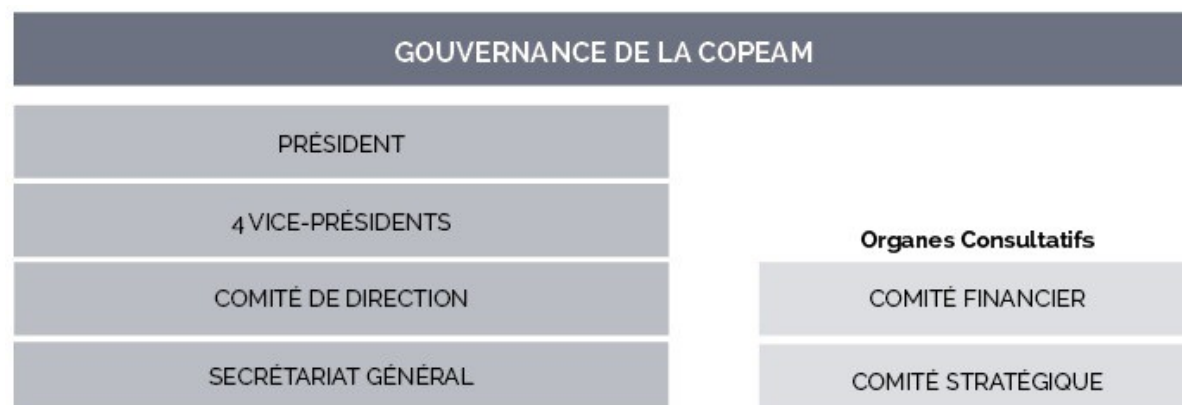 GOUVERNANCE DE LA COPEAM
PRÉSIDENT
4 VICE-PRÉSIDENTS
COMITÉ DE DIRECTION
SECRÉTARIAT GÉNÉRAL
Organes Consultatifs
COMITÉ FINANCIER
COMITÉ STRATÉGIQUE